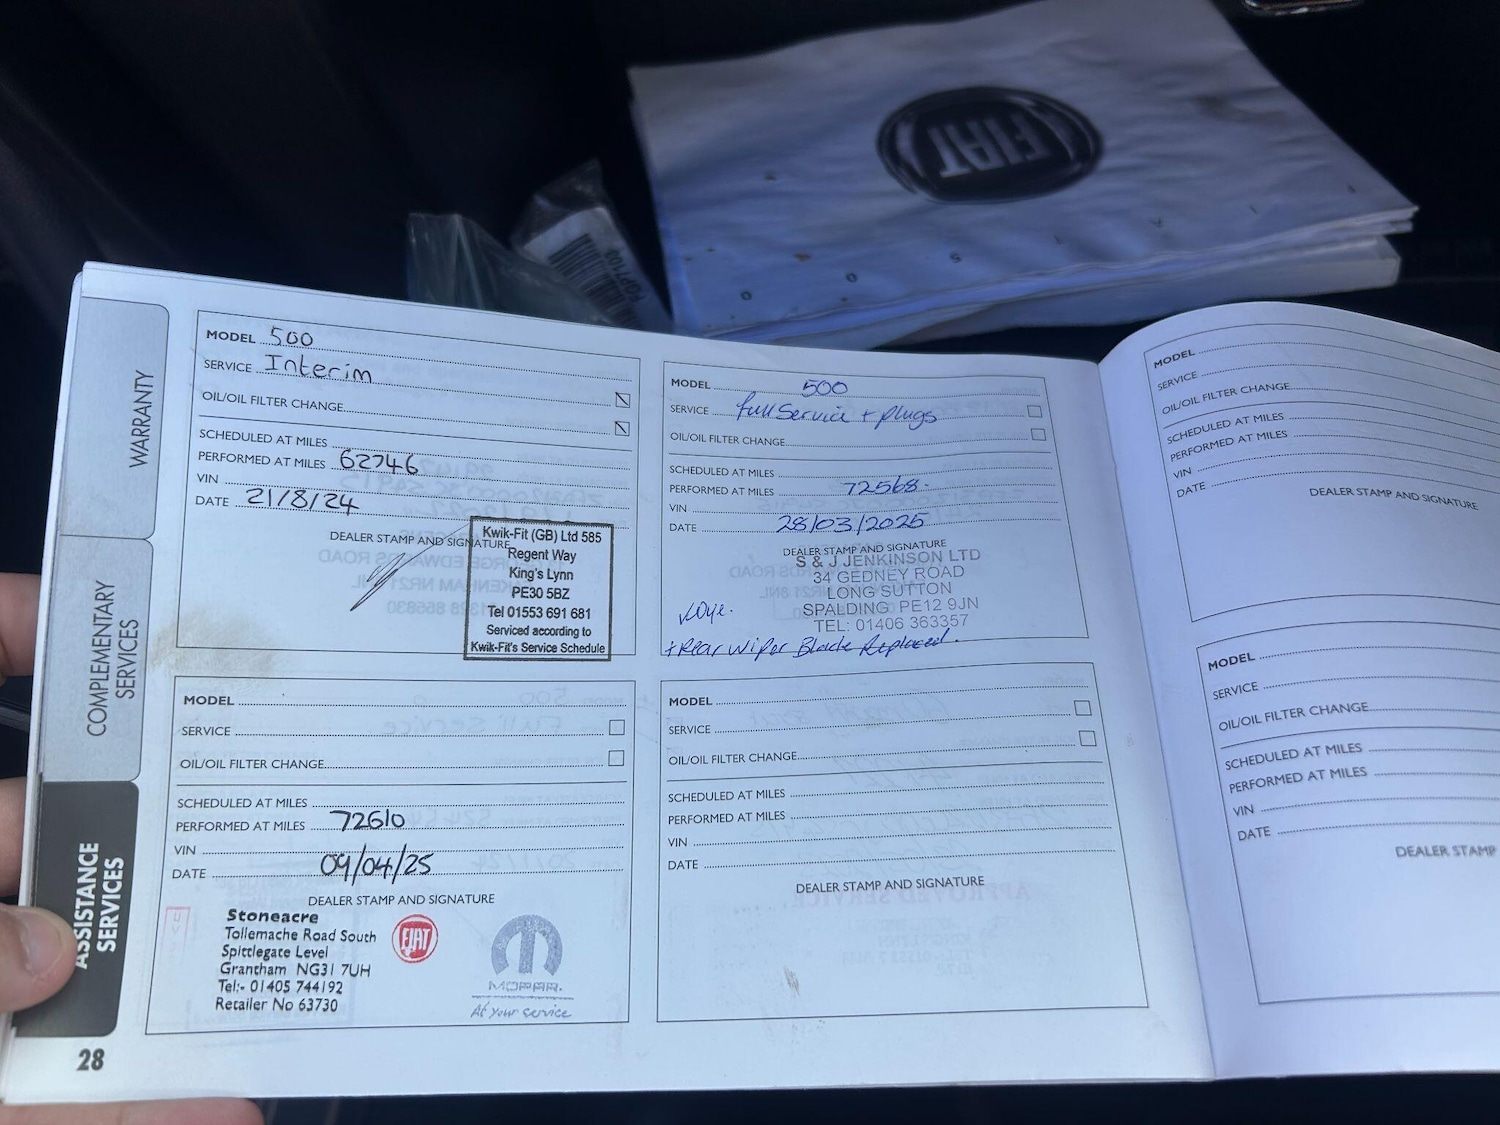 FIAT
FGP7103
WARRANTY
COMPLEMENTARY
SERVICES
ASSISTANCE
SERVICES
28
MODEL 500
SERVICE Interim
OIL/OIL FILTER CHANGE
SCHEDULED AT MILES
PERFORMED AT MILES 62746
VIN
DATE 21/8/24
DEALER STAMP AND SIGNATURE
Kwik-Fit (GB) Ltd 585
Regent Way
King's Lynn
PE30 5BZ
Tel 01553 691 681
Serviced according to
Kwik-Fit's Service Schedule
MODEL 500
SERVICE full Service + plugs
OIL/OIL FILTER CHANGE
SCHEDULED AT MILES
PERFORMED AT MILES 72568
VIN
DATE 28/03/2025
DEALER STAMP AND SIGNATURE
S & J JENKINSON LTD
34 GEDNEY ROAD
LONG SUTTON
SPALDING PE12 9JN
TEL: 01406 363357
+ Rear wiper Blade Replaced.
MODEL
SERVICE
OIL/OIL FILTER CHANGE
SCHEDULED AT MILES
PERFORMED AT MILES 72610
VIN
DATE 09/04/25
DEALER STAMP AND SIGNATURE
Stoneacre
Tollemache Road South
Spittlegate Level
Grantham NG31 7UH
Tel:- 01405 744192
Retailer No 63730
FIAT
MOPAR
At your service
MODEL
SERVICE
OIL/OIL FILTER CHANGE
SCHEDULED AT MILES
PERFORMED AT MILES
VIN
DATE
DEALER STAMP AND SIGNATURE
MODEL
SERVICE
OIL/OIL FILTER CHANGE
SCHEDULED AT MILES
PERFORMED AT MILES
VIN
DATE
DEALER STAMP AND SIGNATURE
MODEL
SERVICE
OIL/OIL FILTER CHANGE
SCHEDULED AT MILES
PERFORMED AT MILES
VIN
DATE
DEALER STAMP